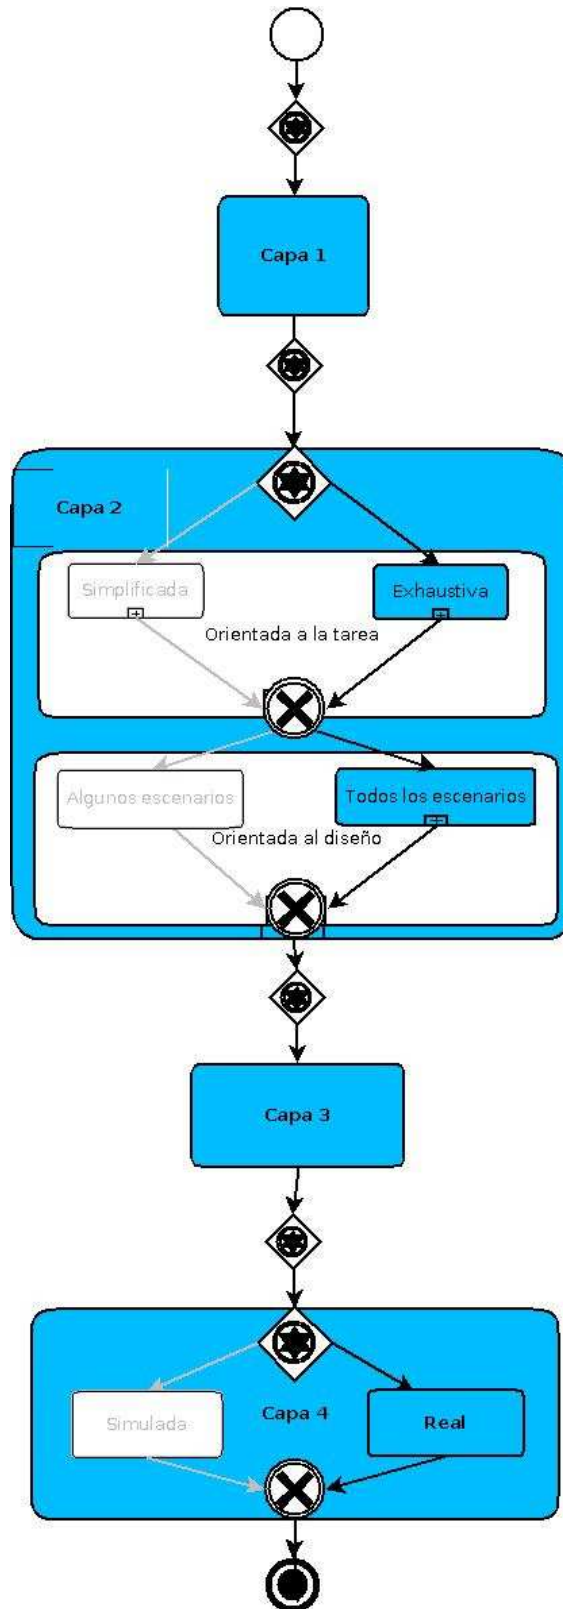 Capa 1
Capa 2
Simplificada
Exhaustiva
Orientada a la tarea
Algunos escenarios
Todos los escenarios
Orientada al diseño
Capa 3
Simulada
Capa 4
Real